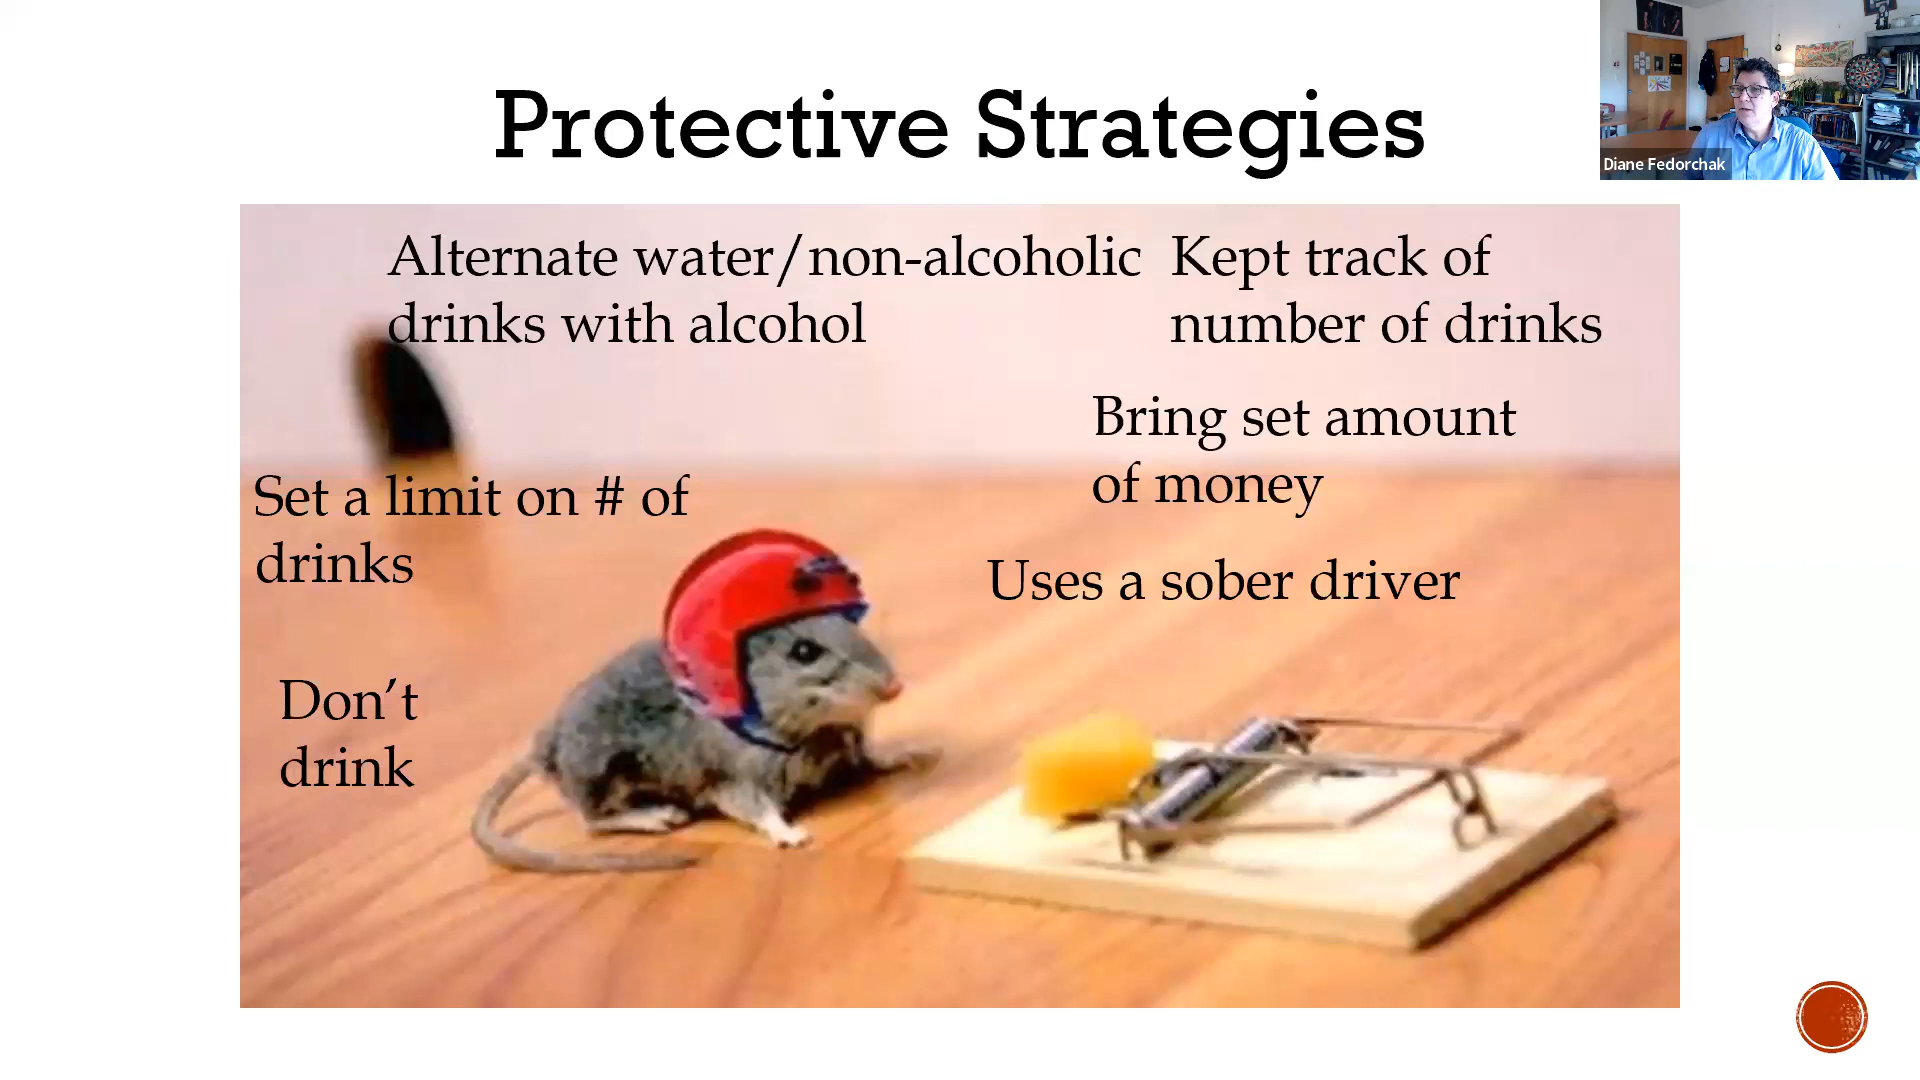 Protective Strategies
Diane Fedorchak
Alternate water/non-alcoholic
drinks with alcohol
Kept track of
number of drinks
Bring set amount
of money
Set a limit on # of
drinks
Uses a sober driver
Don’t
drink